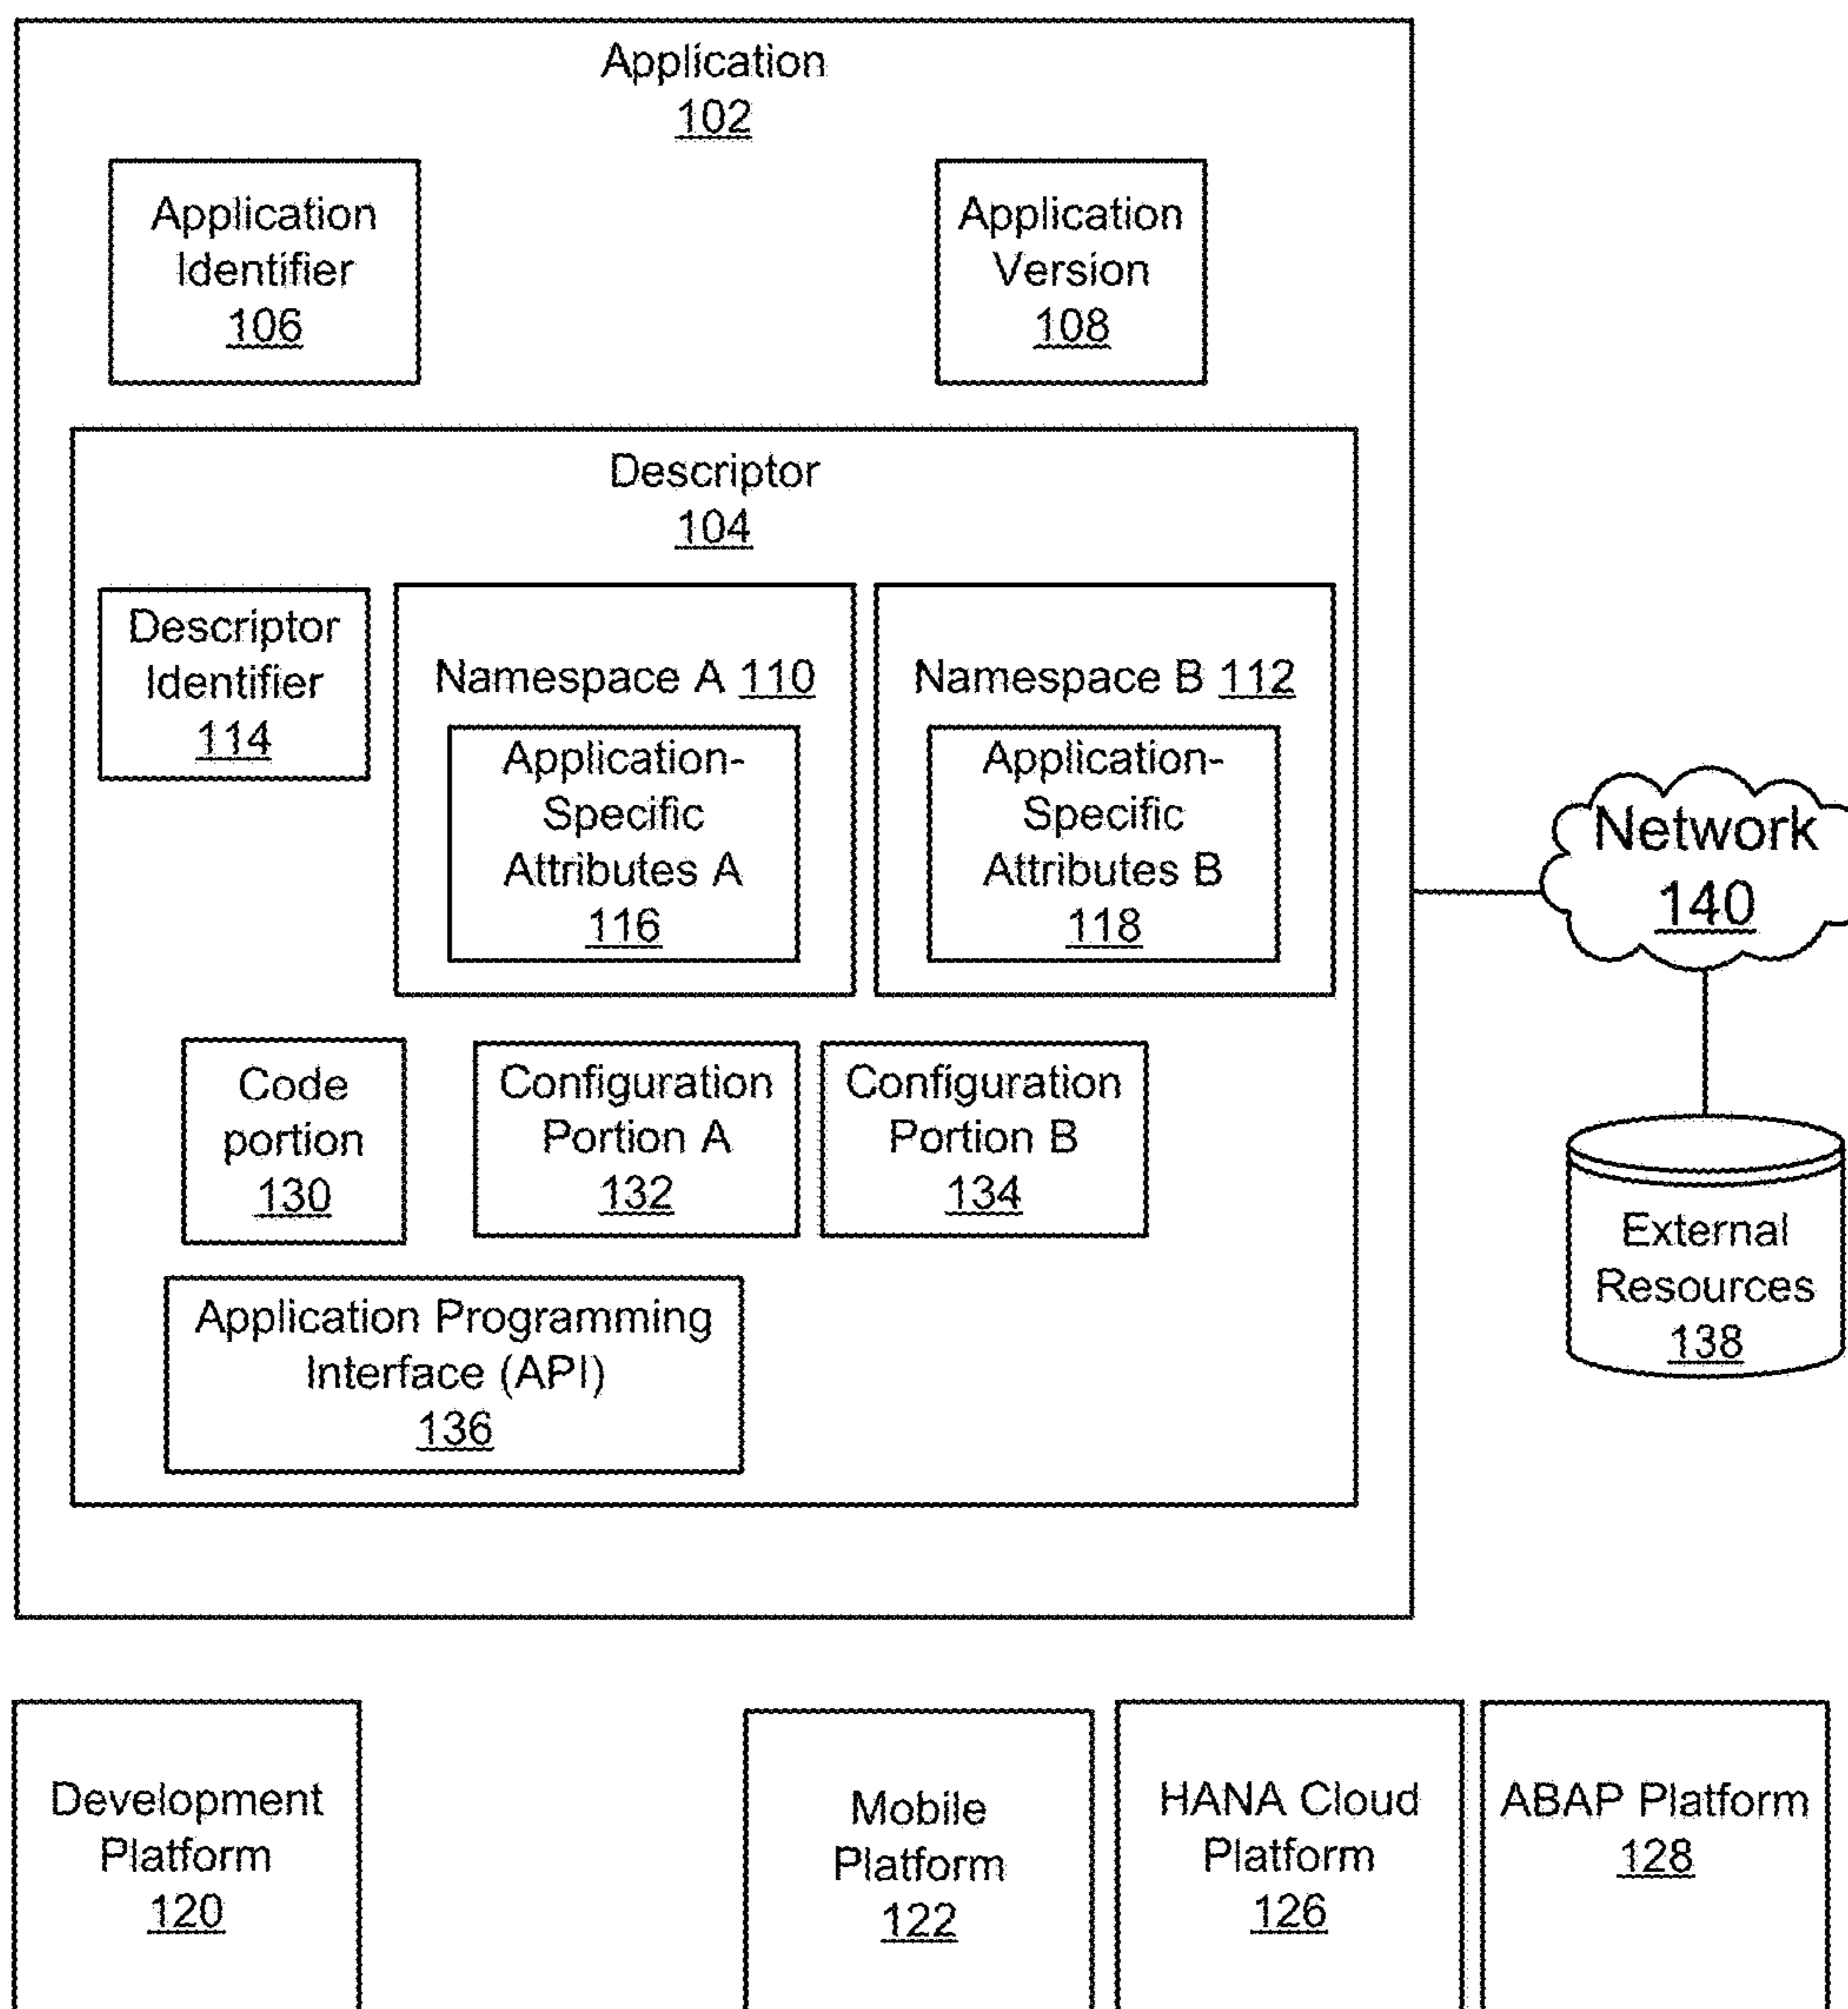 Application
102
Application
Identifier
106
Application
Version
108
Descriptor
104
Descriptor
Identifier
114
Namespace A 110
Application-
Specific
Attributes A
116
Namespace B 112
Application-
Specific
Attributes B
118
Network
140
Code
portion
130
Configuration
Portion A
132
Configuration
Portion B
134
External
Resources
138
Application Programming
Interface (API)
136
Development
Platform
120
Mobile
Platform
122
HANA Cloud
Platform
126
ABAP Platform
128